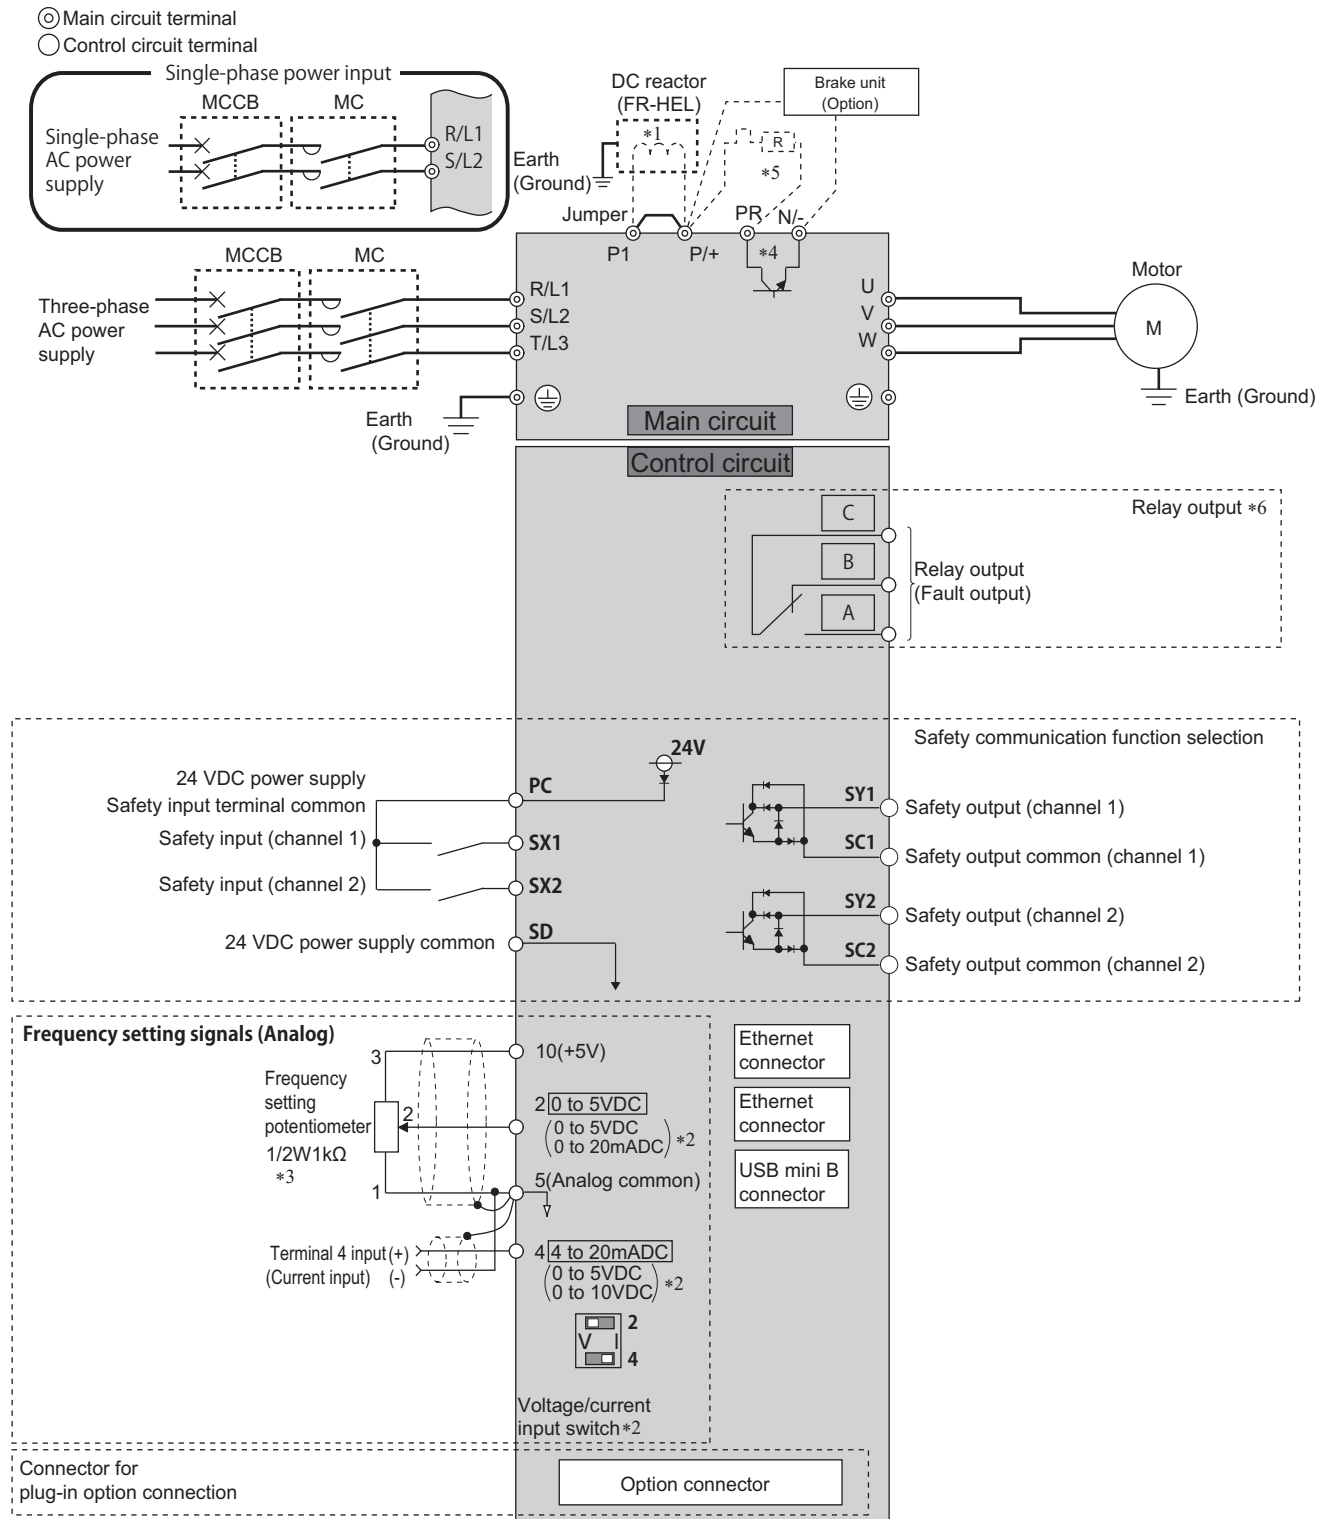 Main circuit terminal
Control circuit terminal
Single-phase power input
MCCB
MC
Single-phase
AC power
supply
R/L1
S/L2
Earth
(Ground)
DC reactor
(FR-HEL)
*1
Brake unit
(Option)
R
*5
Jumper
P1
P/+
PR
N/-
*4
MCCB
MC
Three-phase
AC power
supply
R/L1
S/L2
T/L3
U
V
W
Motor
M
Earth (Ground)
Earth
(Ground)
Main circuit
Control circuit
Relay output *6
C
B
A
Relay output
(Fault output)
Safety communication function selection
24 VDC power supply
Safety input terminal common
Safety input (channel 1)
Safety input (channel 2)
24 VDC power supply common
PC
24V
SX1
SX2
SD
SY1
Safety output (channel 1)
SC1
Safety output common (channel 1)
SY2
Safety output (channel 2)
SC2
Safety output common (channel 2)
Frequency setting signals (Analog)
3
Frequency
setting
potentiometer
1/2W1kΩ
*3
2
1
10(+5V)
2 0 to 5VDC
(0 to 5VDC
0 to 20mADC) *2
5(Analog common)
Terminal 4 input (+)
(Current input) (-)
4 4 to 20mADC
(0 to 5VDC
0 to 10VDC) *2
2
V I
4
Voltage/current
input switch *2
Ethernet
connector
Ethernet
connector
USB mini B
connector
Connector for
plug-in option connection
Option connector